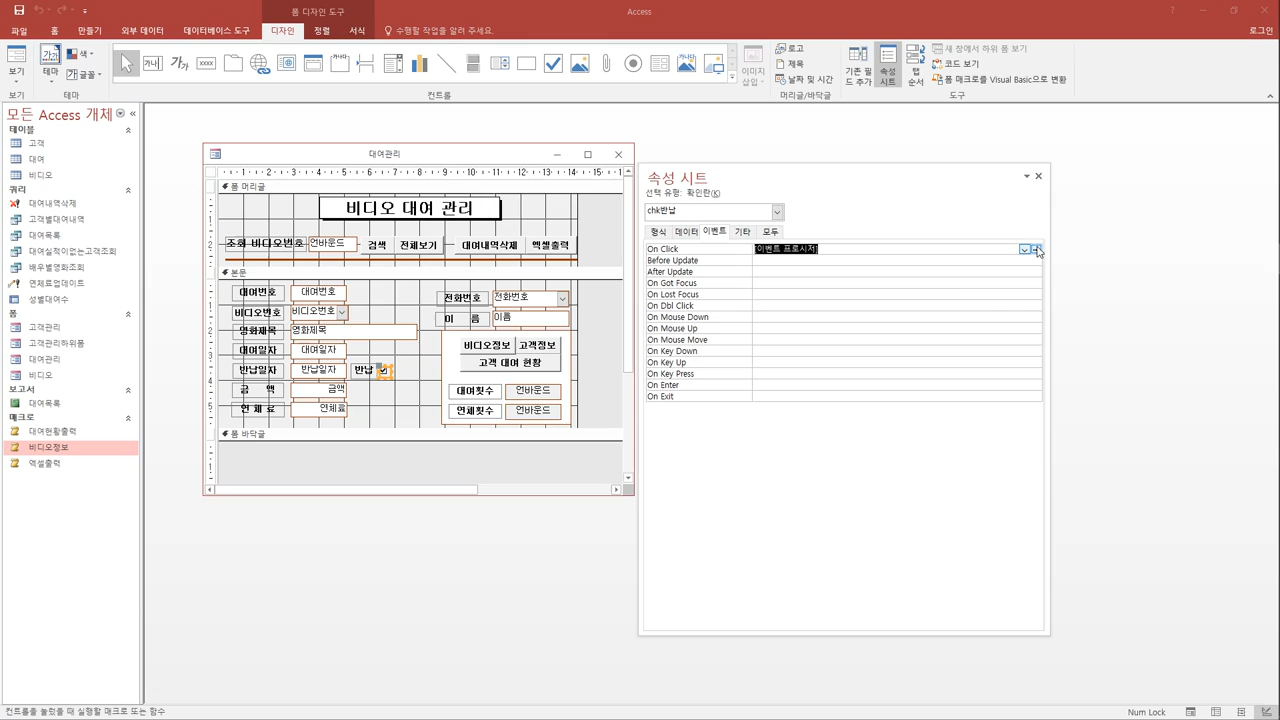 폼 디자인 도구
Access
파일
홈
만들기
외부 데이터
데이터베이스 도구
디자인
정렬
서식
수행할 작업을 알려 주세요.
로그인
보기
테마
색
글꼴
가가
가나
xxxx
이미지 삽입
로고
제목
날짜 및 시간
기존 필드 추가
속성 시트
탭 순서
새 창에서 하위 폼 보기
코드 보기
폼 매크로를 Visual Basic으로 변환
보기
테마
컨트롤
머리글/바닥글
도구
모든 Access 개체
테이블
고객
대여
비디오
쿼리
대여내역삭제
고객별대여내역
대여목록
대여실적이없는고객조회
배우별영화조회
연체료업데이트
성별대여수
폼
고객관리
고객관리하위폼
대여관리
비디오
보고서
대여목록
매크로
대여현황출력
비디오정보
엑셀출력
대여관리
폼 머리글
비디오 대여 관리
조회 비디오번호
언바운드
검색
전체보기
대여내역삭제
엑셀출력
본문
대여번호
대여번호
전화번호
전화번호
비디오번호
비디오번호
이 름
이름
영화제목
영화제목
대여일자
대여일자
비디오정보
고객정보
고객 대여 현황
반납일자
반납일자
반납
금 액
금액
대여횟수
언바운드
연 체 료
연체료
연체횟수
언바운드
폼 바닥글
속성 시트
선택 유형: 확인란(K)
chk반납
형식
데이터
이벤트
기타
모두
On Click
[이벤트 프로시저]
Before Update
After Update
On Got Focus
On Lost Focus
On Dbl Click
On Mouse Down
On Mouse Up
On Mouse Move
On Key Down
On Key Up
On Key Press
On Enter
On Exit
컨트롤을 눌렀을 때 실행할 매크로 또는 함수
Num Lock